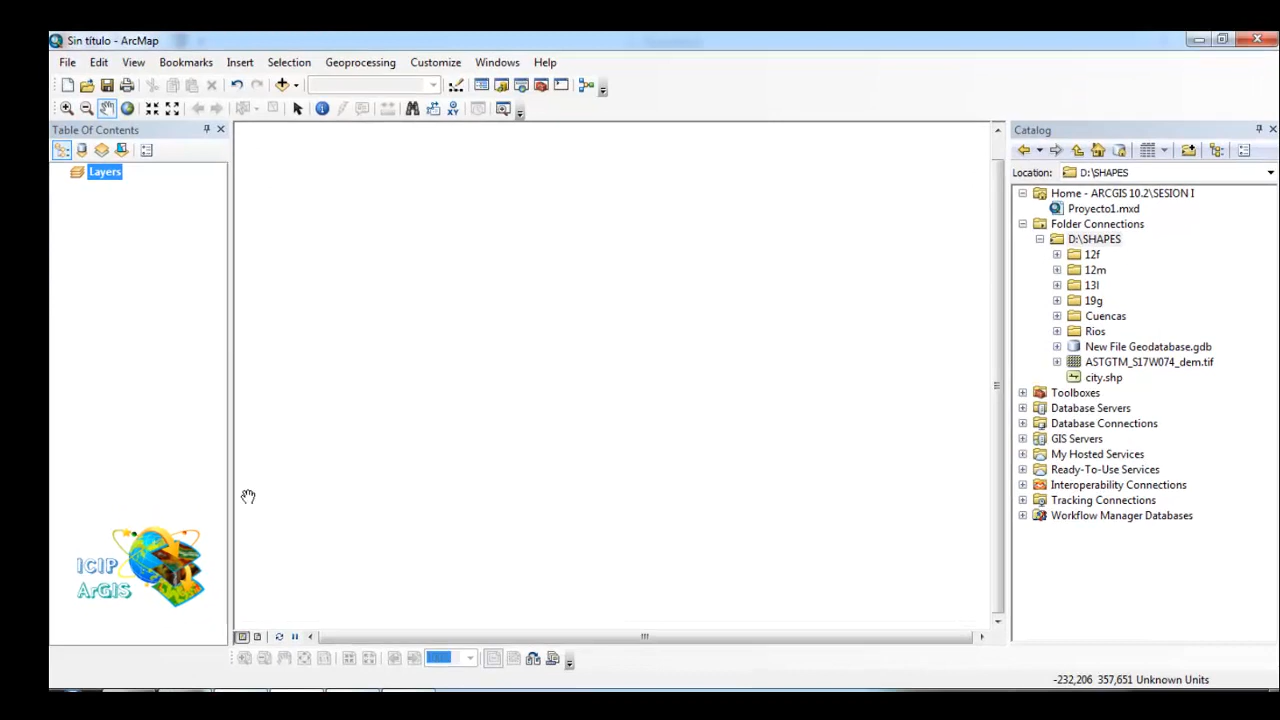 Sin título - ArcMap
File Edit View Bookmarks Insert Selection Geoprocessing Customize Windows Help
Table Of Contents
Layers
ICIP
ArGIS
Catalog
Location: D:\SHAPES
Home - ARCGIS 10.2\SESION I
Proyecto1.mxd
Folder Connections
D:\SHAPES
12f
12m
13l
19g
Cuencas
Rios
New File Geodatabase.gdb
ASTGTM_S17W074_dem.tif
city.shp
Toolboxes
Database Servers
Database Connections
GIS Servers
My Hosted Services
Ready-To-Use Services
Interoperability Connections
Tracking Connections
Workflow Manager Databases
-232,206 357,651 Unknown Units